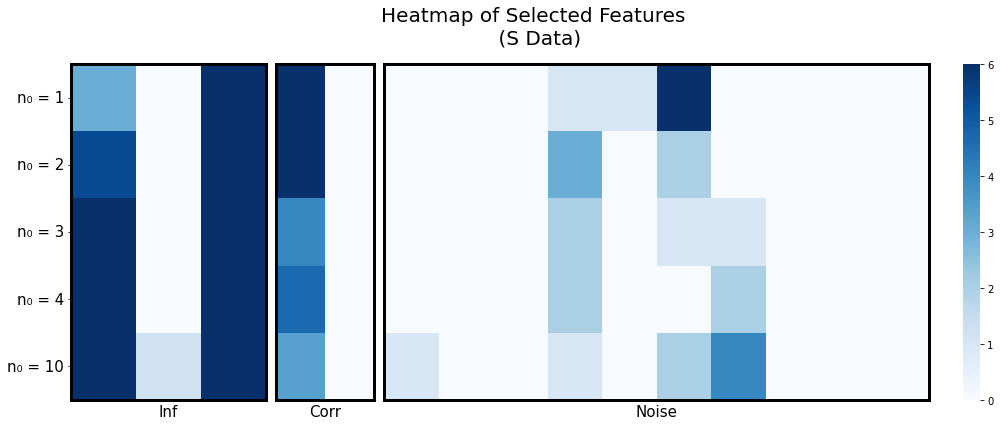 Heatmap of Selected Features
(S Data)
n₀ = 1
n₀ = 2
n₀ = 3
n₀ = 4
n₀ = 10
Inf
Corr
Noise
6
5
4
3
2
1
0